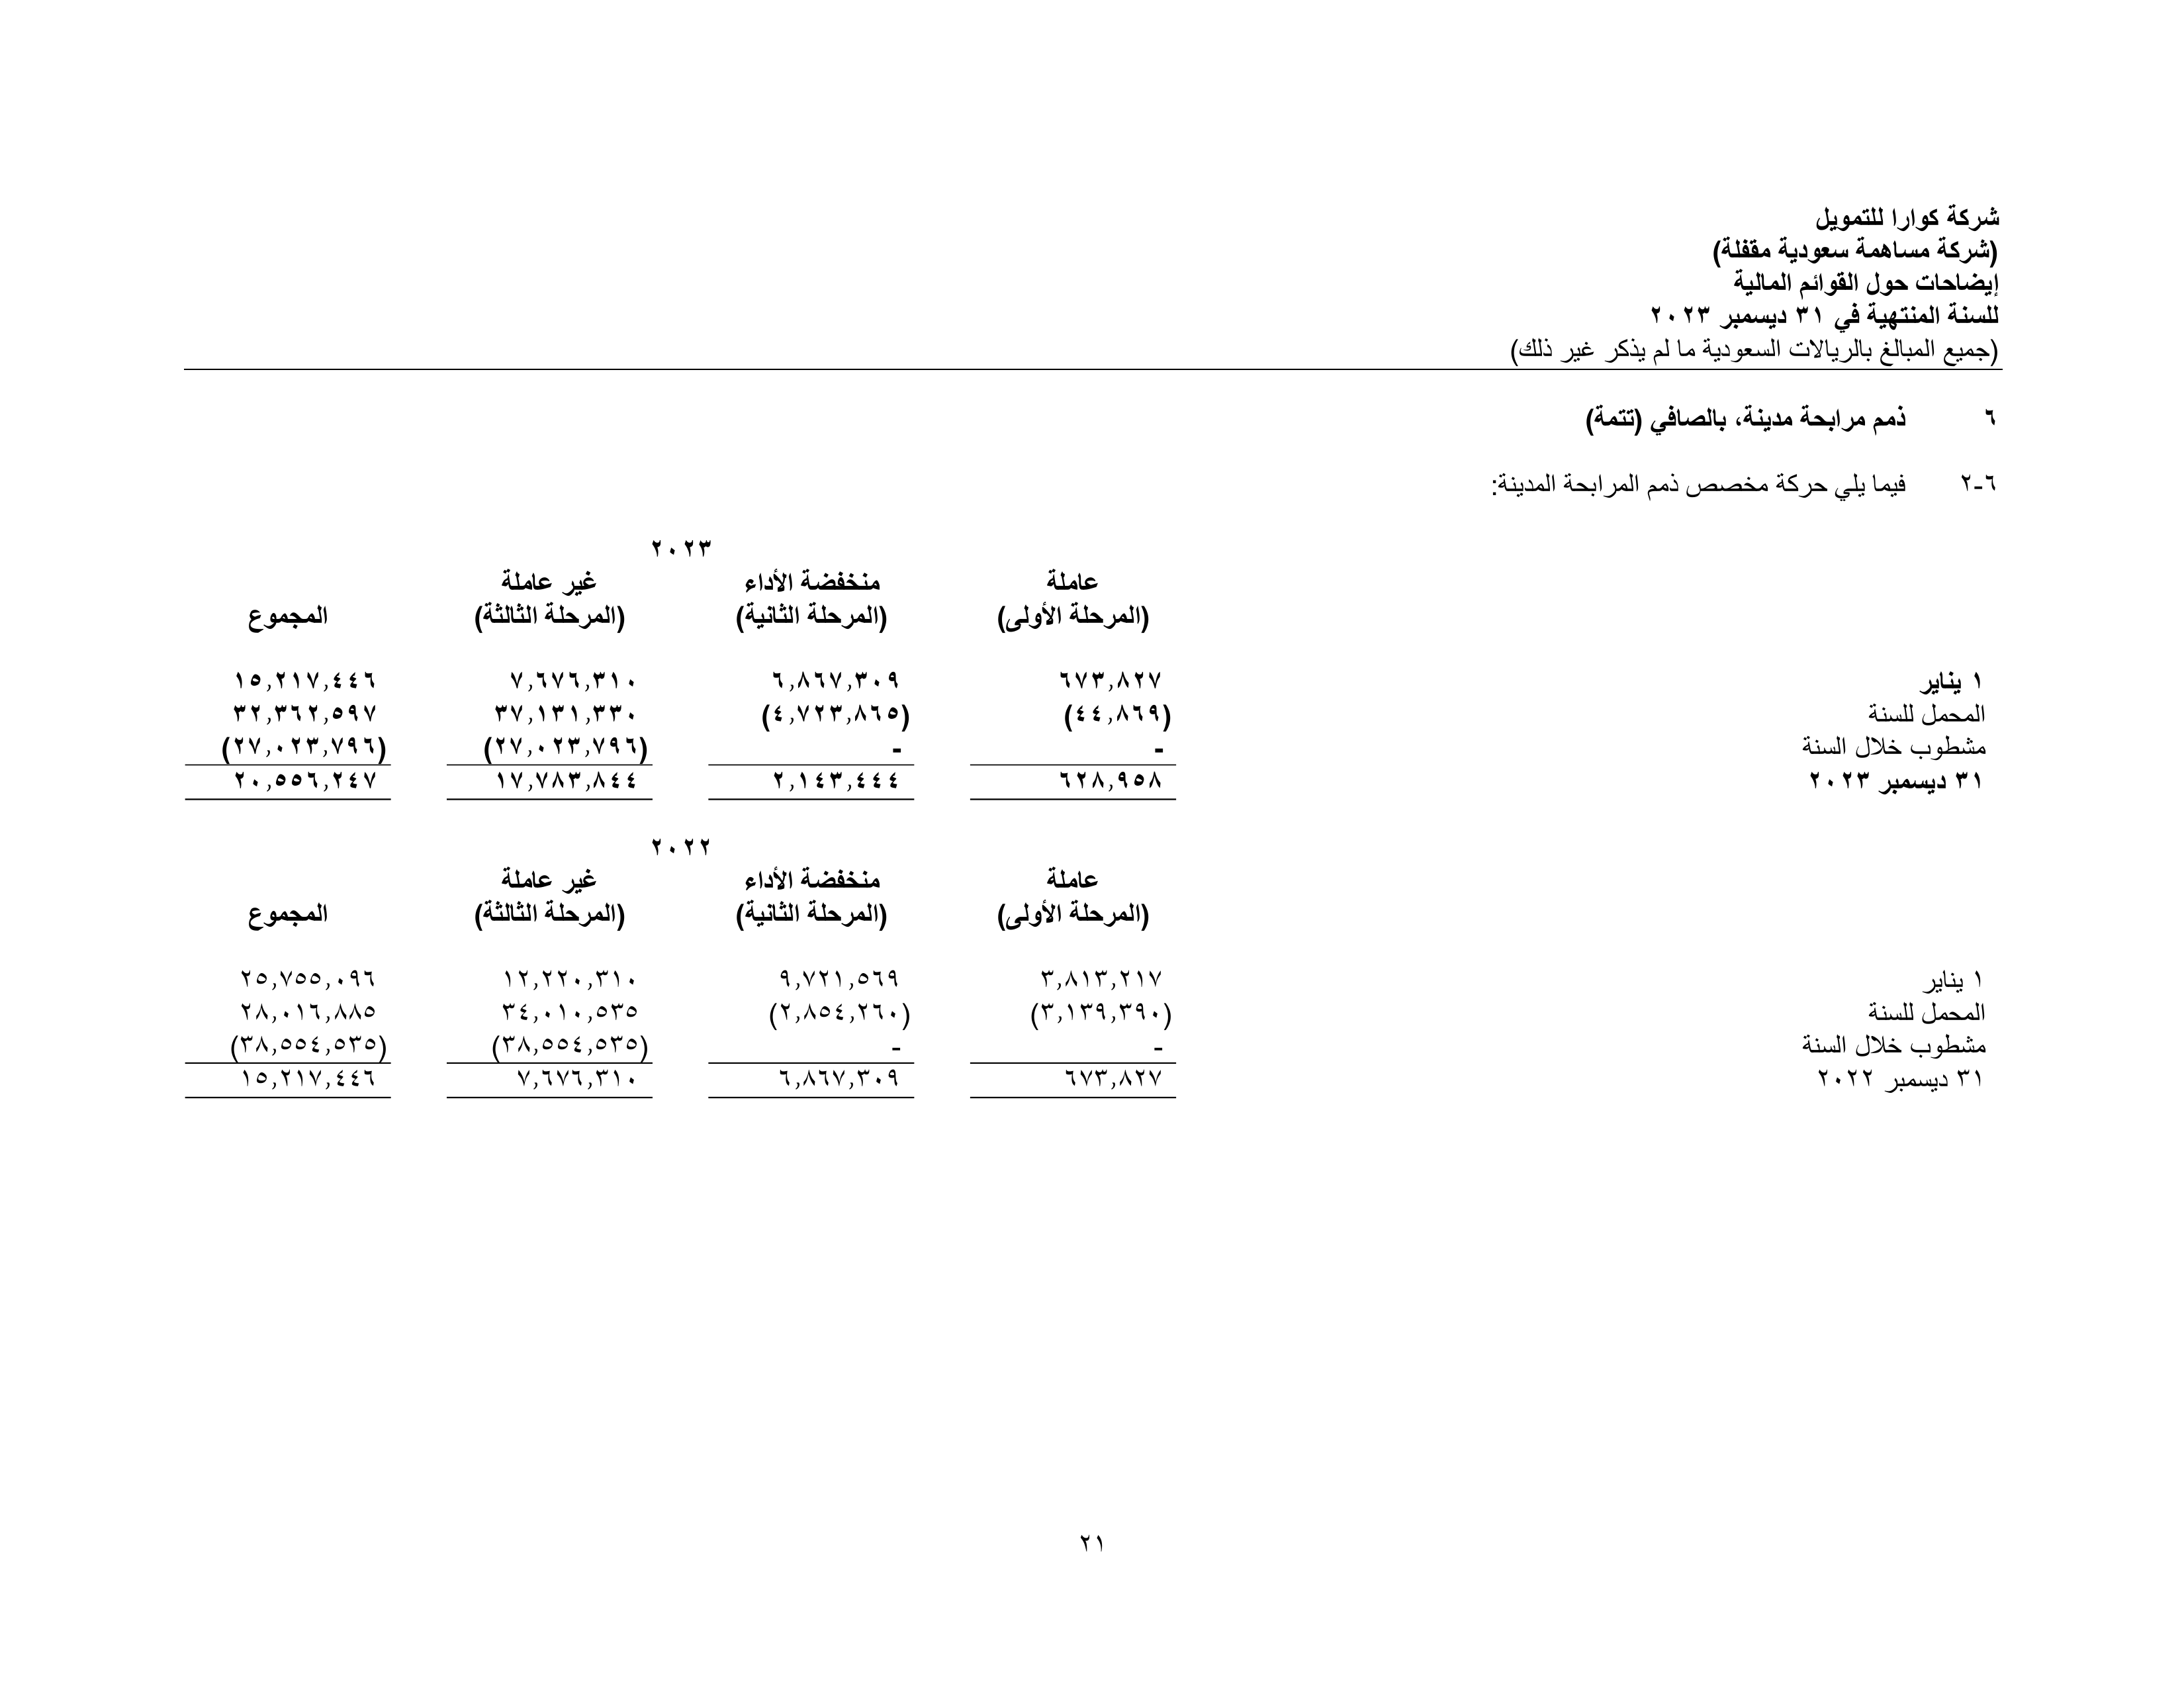 شركة كوارا للتمويل
(شركة مساهمة سعودية مقفلة)
إيضاحات حول القوائم المالية
للسنة المنتهية في ٣١ ديسمبر ٢٠٢٣
(جميع المبالغ بالريالات السعودية ما لم يذكر غير ذلك)
٦ ذمم مرابحة مدينة، بالصافي (تتمة)
٦-٢ فيما يلي حركة مخصص ذمم المرابحة المدينة:
٢٠٢٣
عاملة منخفضة الأداء غير عاملة
(المرحلة الأولى) (المرحلة الثانية) (المرحلة الثالثة) المجموع
١ يناير ٦٧٣,٨٢٧ ٦,٨٦٧,٣٠٩ ٧,٦٧٦,٣١٠ ١٥,٢١٧,٤٤٦
المحمل للسنة (٤٤,٨٦٩) (٤,٧٢٣,٨٦٥) ٣٧,١٣١,٣٣٠ ٣٢,٣٦٢,٥٩٧
مشطوب خلال السنة - - (٢٧,٠٢٣,٧٩٦) (٢٧,٠٢٣,٧٩٦)
٣١ ديسمبر ٢٠٢٣ ٦٢٨,٩٥٨ ٢,١٤٣,٤٤٤ ١٧,٧٨٣,٨٤٤ ٢٠,٥٥٦,٢٤٧
٢٠٢٢
عاملة منخفضة الأداء غير عاملة
(المرحلة الأولى) (المرحلة الثانية) (المرحلة الثالثة) المجموع
١ يناير ٣,٨١٣,٢١٧ ٩,٧٢١,٥٦٩ ١٢,٢٢٠,٣١٠ ٢٥,٧٥٥,٠٩٦
المحمل للسنة (٣,١٣٩,٣٩٠) (٢,٨٥٤,٢٦٠) ٣٤,٠١٠,٥٣٥ ٢٨,٠١٦,٨٨٥
مشطوب خلال السنة - - (٣٨,٥٥٤,٥٣٥) (٣٨,٥٥٤,٥٣٥)
٣١ ديسمبر ٢٠٢٢ ٦٧٣,٨٢٧ ٦,٨٦٧,٣٠٩ ٧,٦٧٦,٣١٠ ١٥,٢١٧,٤٤٦
٢١